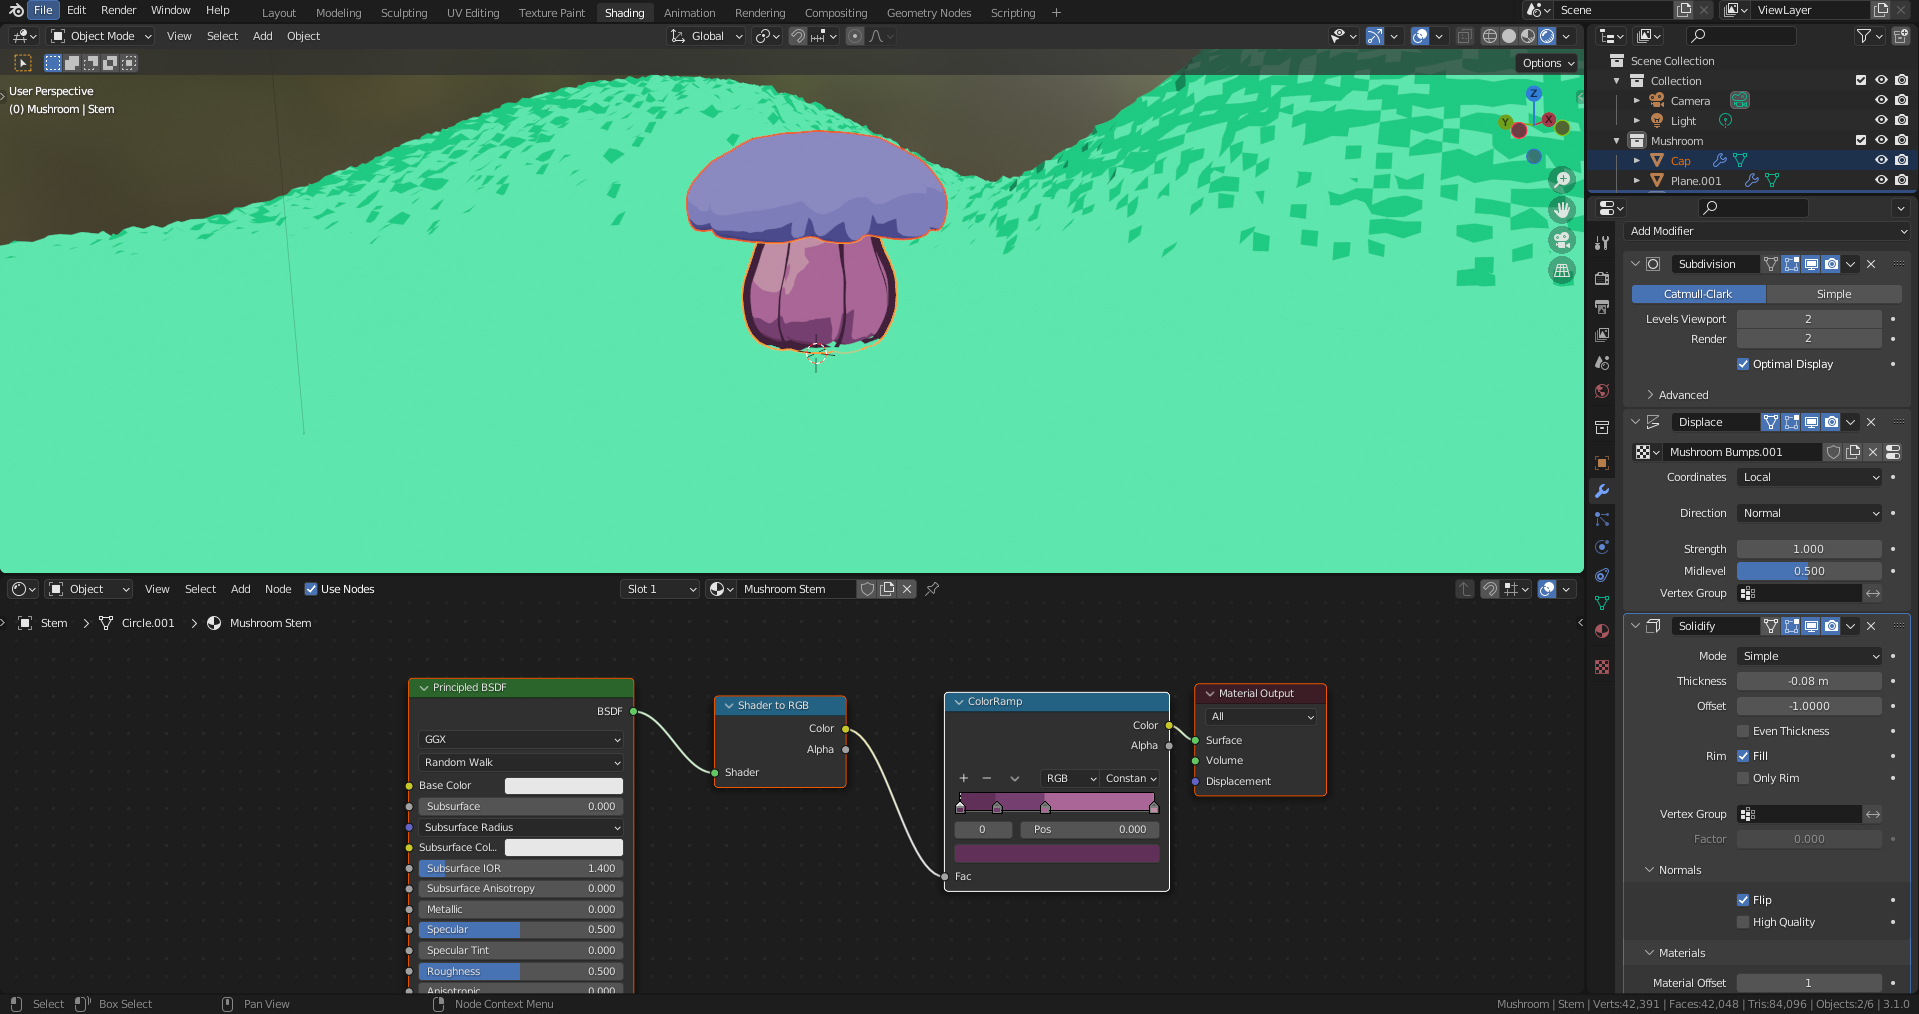 File Edit Render Window Help Layout Modeling Sculpting UV Editing Texture Paint Shading Animation Rendering Compositing Geometry Nodes Scripting + Scene ViewLayer
Object Mode View Select Add Object Global
Options
User Perspective
(0) Mushroom | Stem
Z
Y
X
Scene Collection
Collection
Camera
Light
Mushroom
Cap
Plane.001
Add Modifier
Subdivision
Catmull-Clark Simple
Levels Viewport 2
Render 2
Optimal Display
Advanced
Displace
Mushroom Bumps.001
Coordinates Local
Direction Normal
Strength 1.000
Midlevel 0.500
Vertex Group
Solidify
Mode Simple
Thickness -0.08 m
Offset -1.0000
Even Thickness
Rim Fill
Only Rim
Vertex Group
Factor 0.000
Normals
Flip
High Quality
Materials
Material Offset 1
Object View Select Add Node Use Nodes Slot 1 Mushroom Stem
Stem > Circle.001 > Mushroom Stem
Principled BSDF
BSDF
GGX
Random Walk
Base Color
Subsurface 0.000
Subsurface Radius
Subsurface Col...
Subsurface IOR 1.400
Subsurface Anisotropy 0.000
Metallic 0.000
Specular 0.500
Specular Tint 0.000
Roughness 0.500
Anisotropic 0.000
Shader to RGB
Color
Alpha
Shader
ColorRamp
Color
Alpha
+ − RGB Constan
0 Pos 0.000
Fac
Material Output
All
Surface
Volume
Displacement
Select Box Select Pan View Node Context Menu Mushroom | Stem | Verts:42,391 | Faces:42,048 | Tris:84,096 | Objects:2/6 | 3.1.0